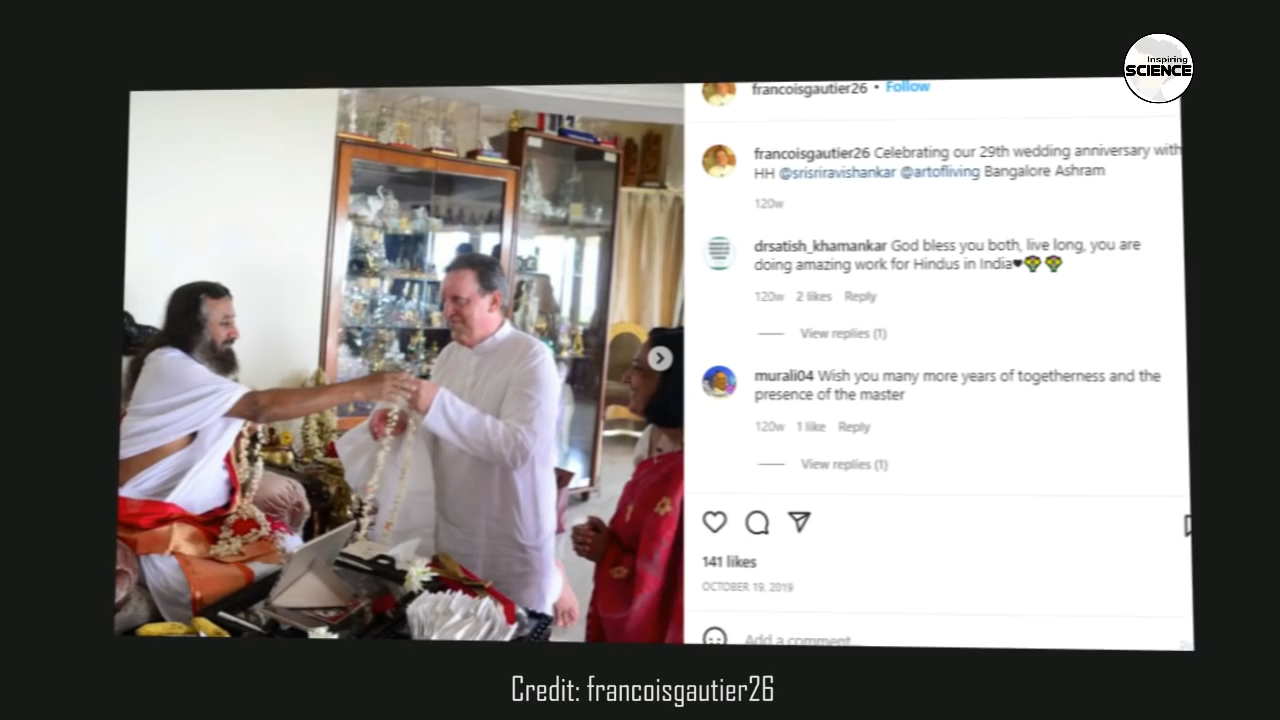 Inspiring
SCIENCE
francoisgautier26 • Follow
francoisgautier26 Celebrating our 29th wedding anniversary with
HH @srisriravishankar @artofliving Bangalore Ashram
120w
drsatish_khamankar God bless you both, live long, you are
doing amazing work for Hindus in India♥💐💐
120w 2 likes Reply
View replies (1)
murali04 Wish you many more years of togetherness and the
presence of the master
120w 1 like Reply
View replies (1)
141 likes
OCTOBER 19, 2019
Add a comment...
Credit: francoisgautier26